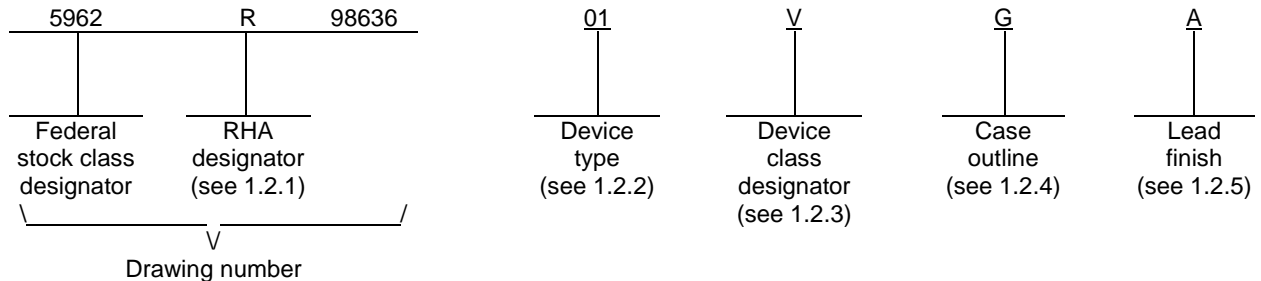 5962 R 98636 01 V G A
Federal RHA Device Device Case Lead
stock class designator type class outline finish
designator (see 1.2.1) (see 1.2.2) designator (see 1.2.4) (see 1.2.5)
(see 1.2.3)
\ /
\/
Drawing number